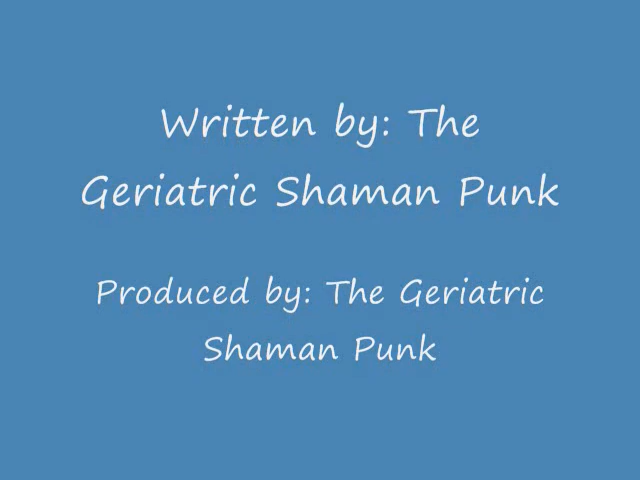 Written by: The
Geriatric Shaman Punk
Produced by: The Geriatric
Shaman Punk